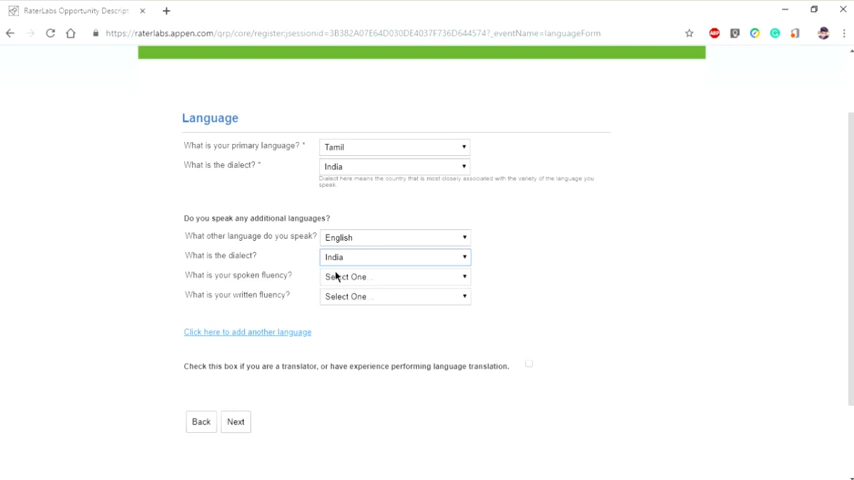 RaterLabs Opportunity Descript
https://raterlabs.appen.com/qrp/core/register;jsessionid=3B382A07E64D030DE4037F736D644574?_eventName=languageForm
ABP
Language
What is your primary language? *
Tamil
What is the dialect? *
India
Dialect here means the country that is most closely associated with the variety of the language you
speak.
Do you speak any additional languages?
What other language do you speak?
English
What is the dialect?
India
What is your spoken fluency?
Select One...
What is your written fluency?
Select One...
Click here to add another language
Check this box if you are a translator, or have experience performing language translation.
Back
Next